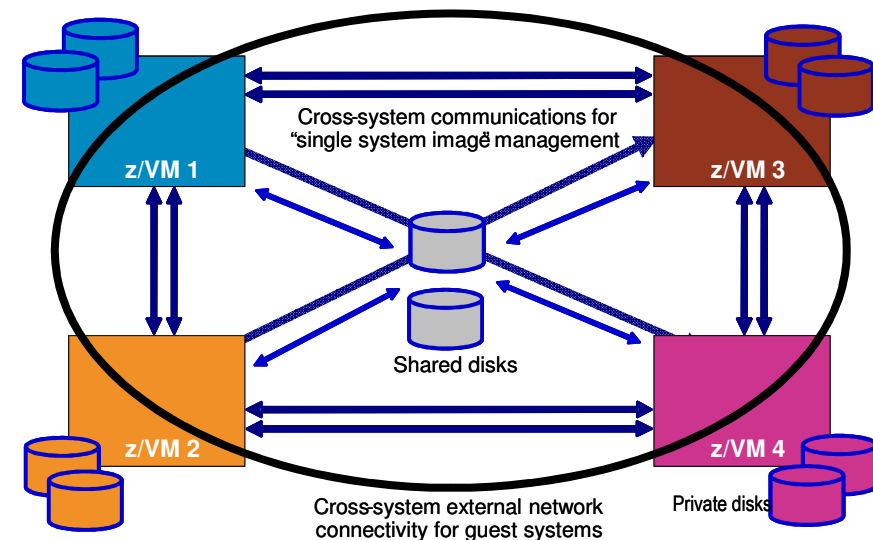 Cross-system communications for
“single system image” management
z/VM 1
z/VM 3
Shared disks
z/VM 2
z/VM 4
Cross-system external network
connectivity for guest systems
Private disks